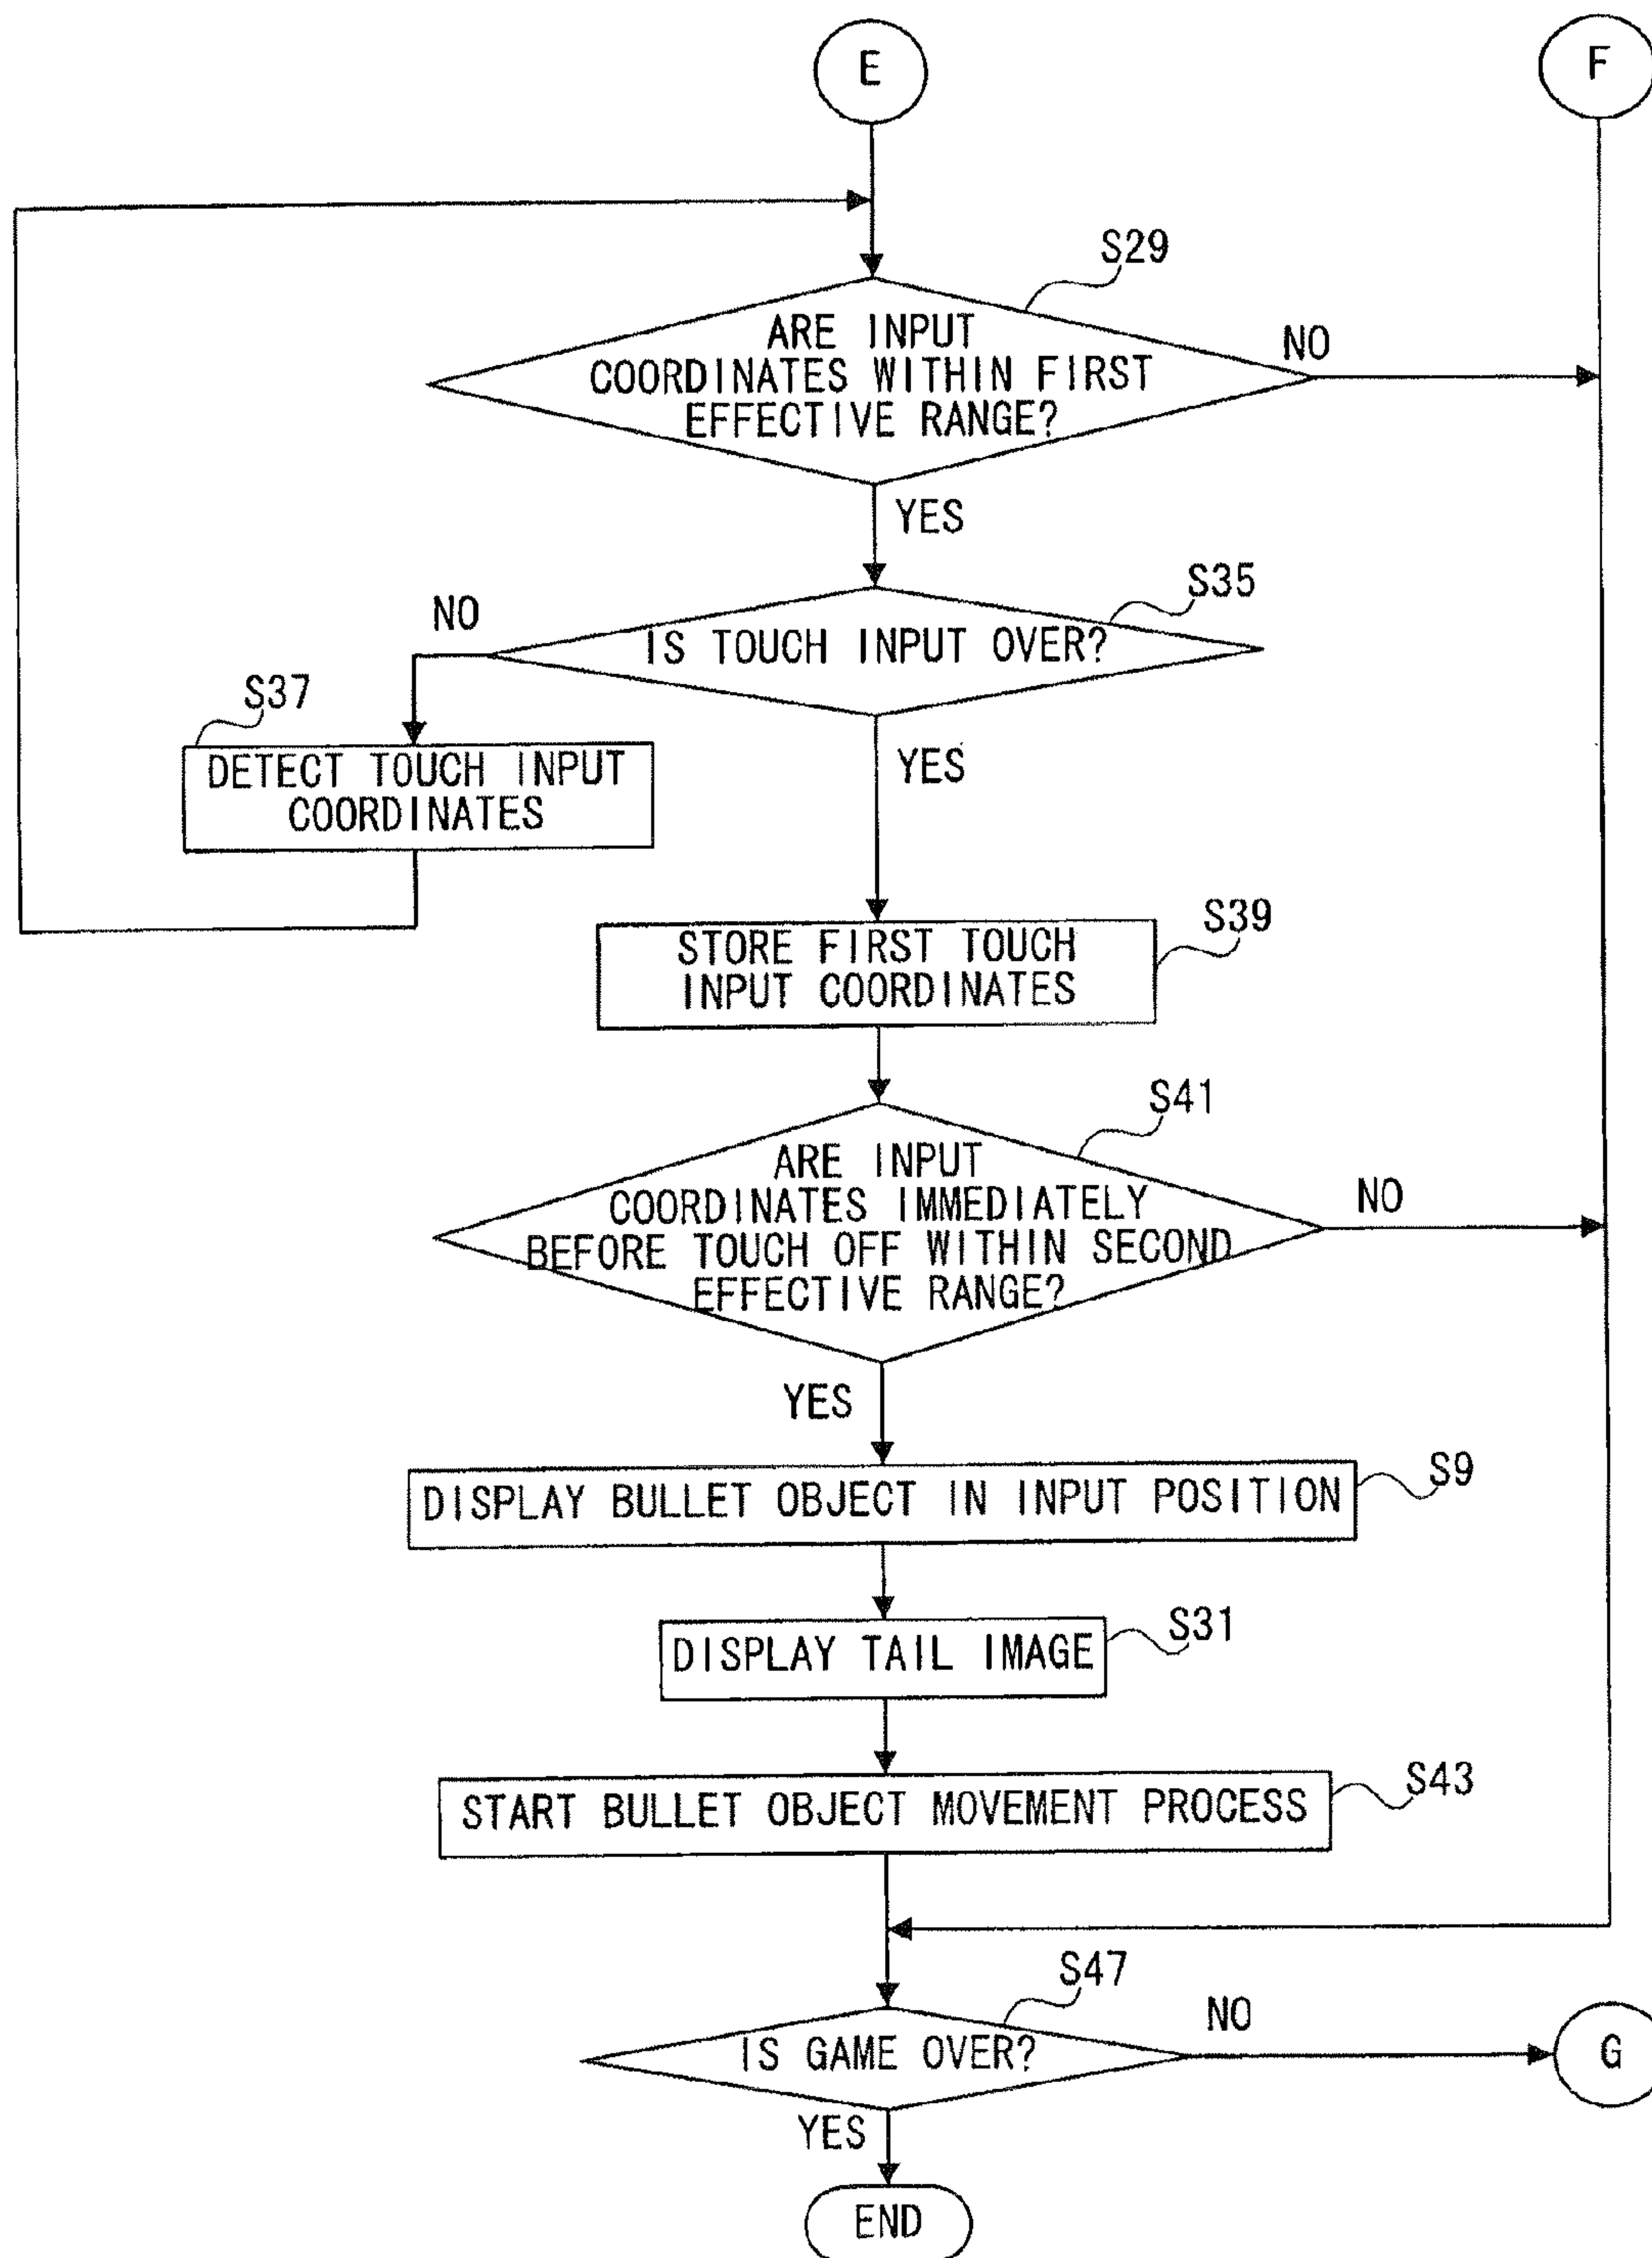 E
F
S29
ARE INPUT
COORDINATES WITHIN FIRST
EFFECTIVE RANGE?
NO
YES
S35
IS TOUCH INPUT OVER?
NO
S37
DETECT TOUCH INPUT
COORDINATES
YES
S39
STORE FIRST TOUCH
INPUT COORDINATES
S41
ARE INPUT
COORDINATES IMMEDIATELY
BEFORE TOUCH OFF WITHIN SECOND
EFFECTIVE RANGE?
NO
YES
S9
DISPLAY BULLET OBJECT IN INPUT POSITION
S31
DISPLAY TAIL IMAGE
S43
START BULLET OBJECT MOVEMENT PROCESS
S47
IS GAME OVER?
NO
G
YES
END